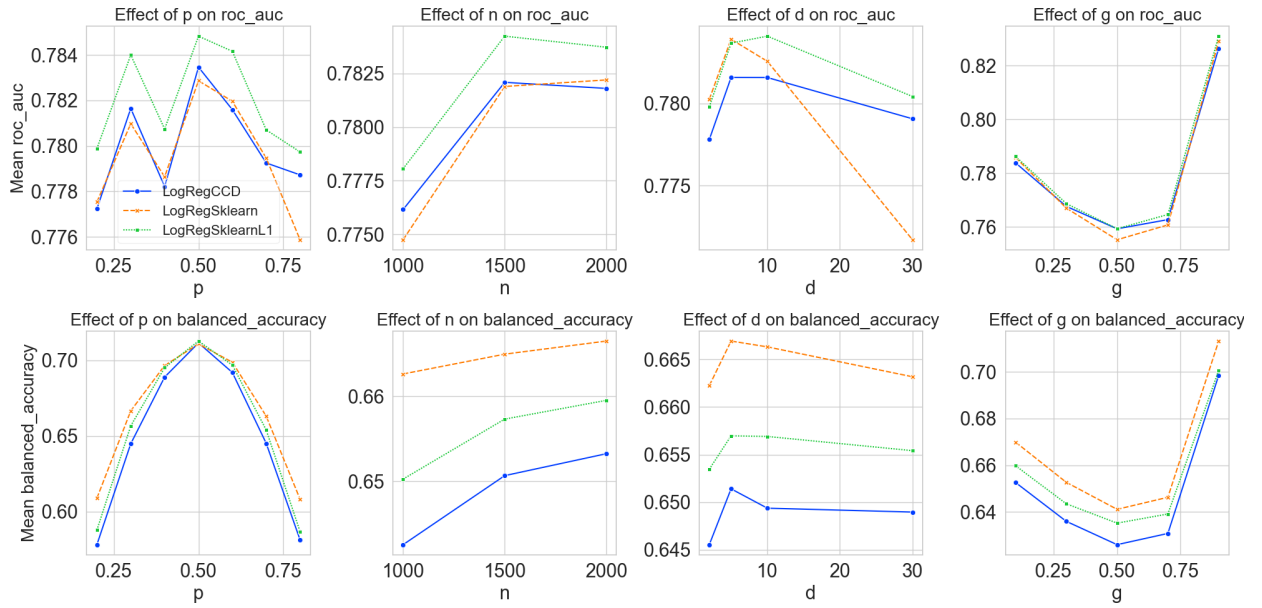 Effect of p on roc_auc
Mean roc_auc
0.784
0.782
0.780
0.778
0.776
LogRegCCD
LogRegSklearn
LogRegSklearnL1
0.25 0.50 0.75
p
Effect of n on roc_auc
0.7825
0.7800
0.7775
0.7750
1000 1500 2000
n
Effect of d on roc_auc
0.780
0.775
10 20 30
d
Effect of g on roc_auc
0.82
0.80
0.78
0.76
0.25 0.50 0.75
g
Effect of p on balanced_accuracy
Mean balanced_accuracy
0.70
0.65
0.60
0.25 0.50 0.75
p
Effect of n on balanced_accuracy
0.66
0.65
1000 1500 2000
n
Effect of d on balanced_accuracy
0.665
0.660
0.655
0.650
0.645
10 20 30
d
Effect of g on balanced_accuracy
0.70
0.68
0.66
0.64
0.25 0.50 0.75
g